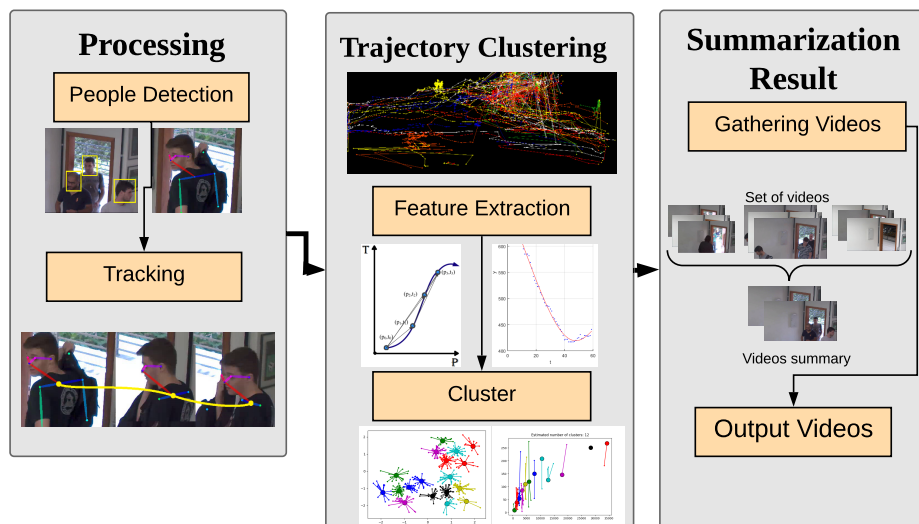 Processing
People Detection
Tracking
Trajectory Clustering
Feature Extraction
T
P
Cluster
Estimated number of clusters: 12
Summarization
Result
Gathering Videos
Set of videos
Videos summary
Output Videos